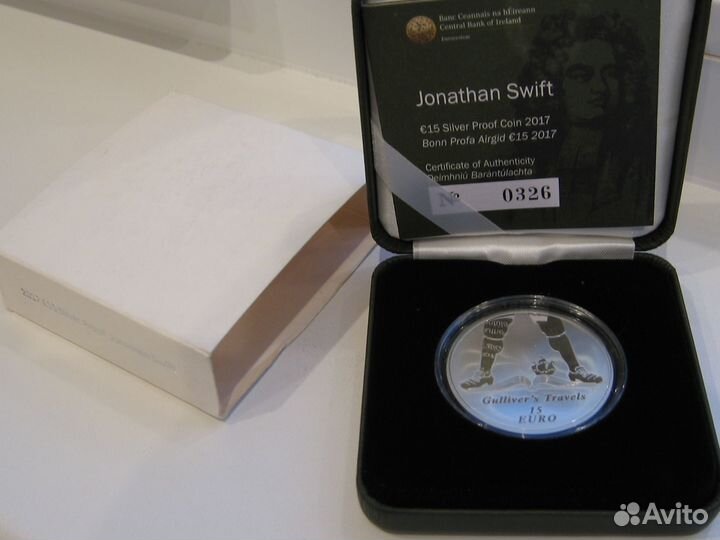 Banc Ceannais na hÉireann
Central Bank of Ireland
Eurosystem
Jonathan Swift
€15 Silver Proof Coin 2017
Bonn Profa Airgid €15 2017
Certificate of Authenticity
Deimhniú Barántúlachta
№ 0326
Gulliver's Travels
15
EURO
Avito